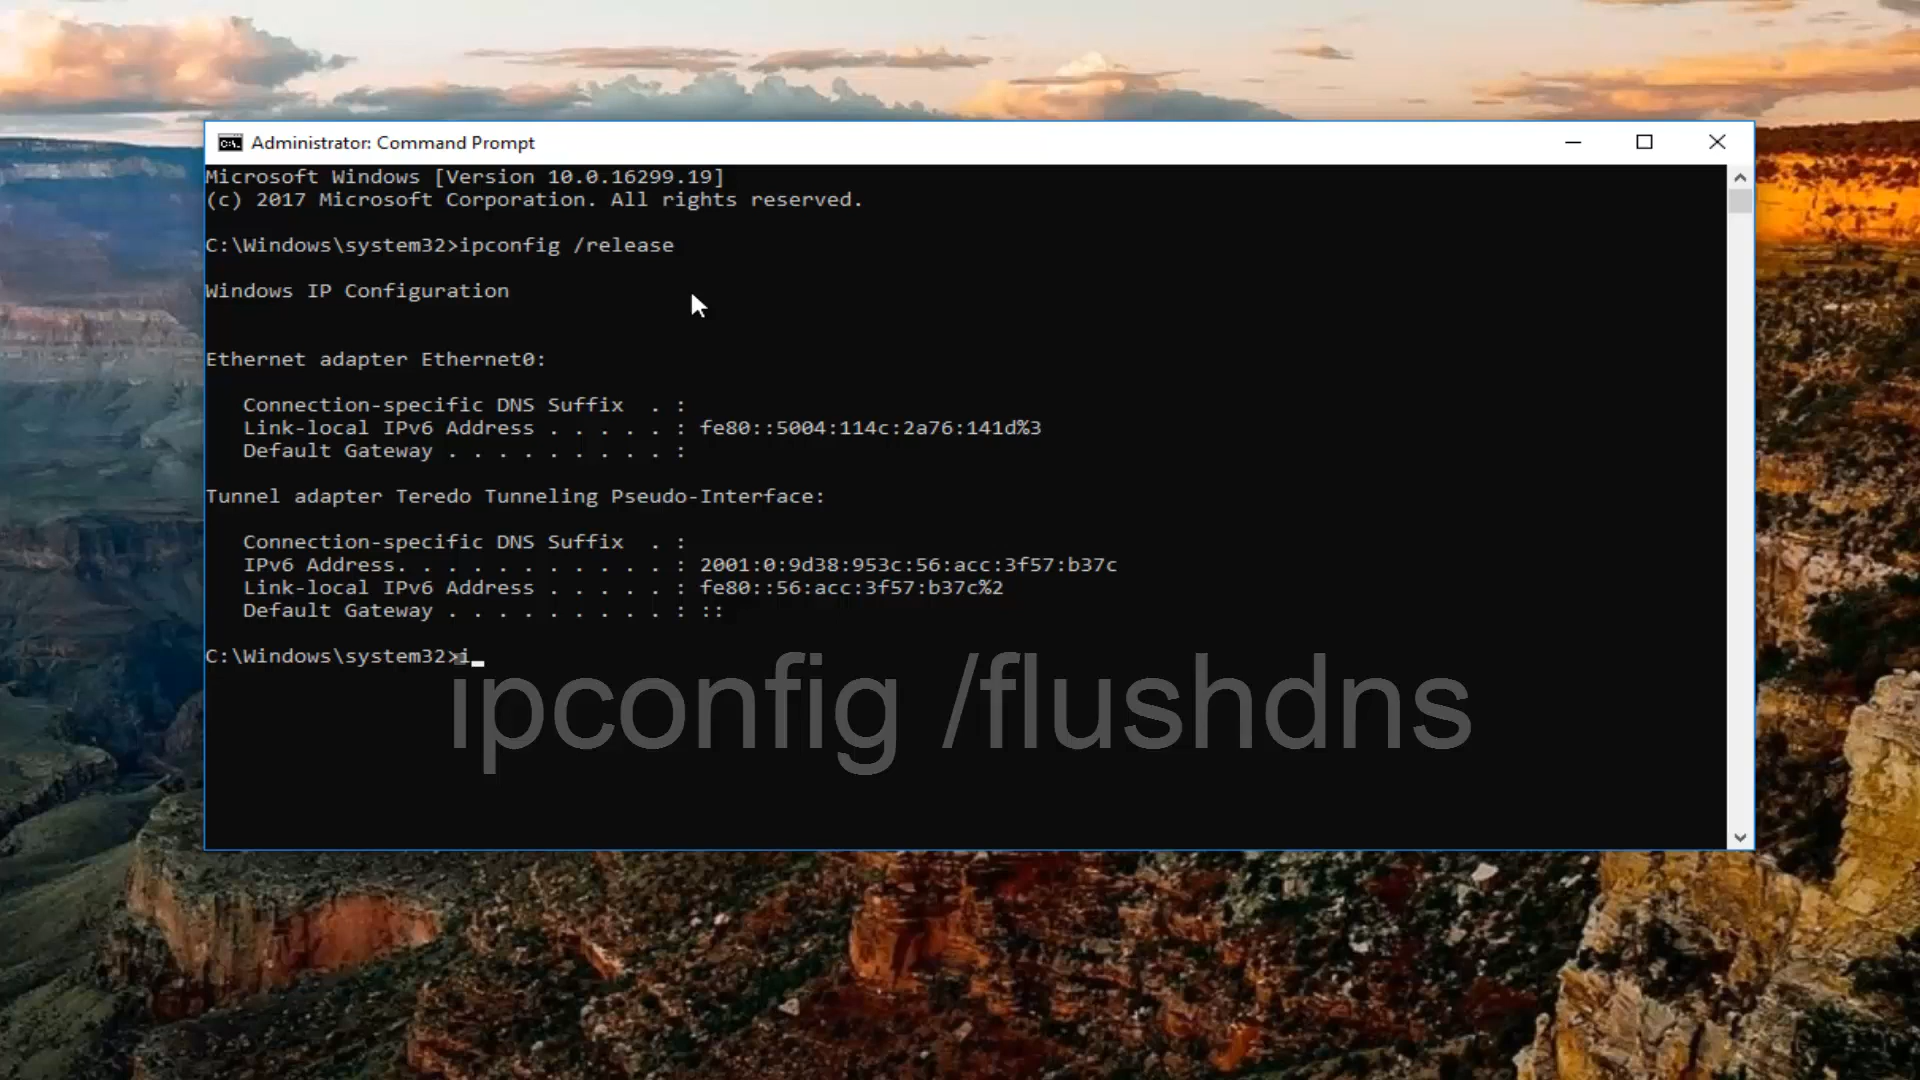 Administrator: Command Prompt
Microsoft Windows [Version 10.0.16299.19]
(c) 2017 Microsoft Corporation. All rights reserved.
C:\Windows\system32>ipconfig /release
Windows IP Configuration
Ethernet adapter Ethernet0:
Connection-specific DNS Suffix  . :
Link-local IPv6 Address . . . . . : fe80::5004:114c:2a76:141d%3
Default Gateway . . . . . . . . . :
Tunnel adapter Teredo Tunneling Pseudo-Interface:
Connection-specific DNS Suffix  . :
IPv6 Address. . . . . . . . . . . : 2001:0:9d38:953c:56:acc:3f57:b37c
Link-local IPv6 Address . . . . . : fe80::56:acc:3f57:b37c%2
Default Gateway . . . . . . . . . : ::
C:\Windows\system32>i_
ipconfig /flushdns